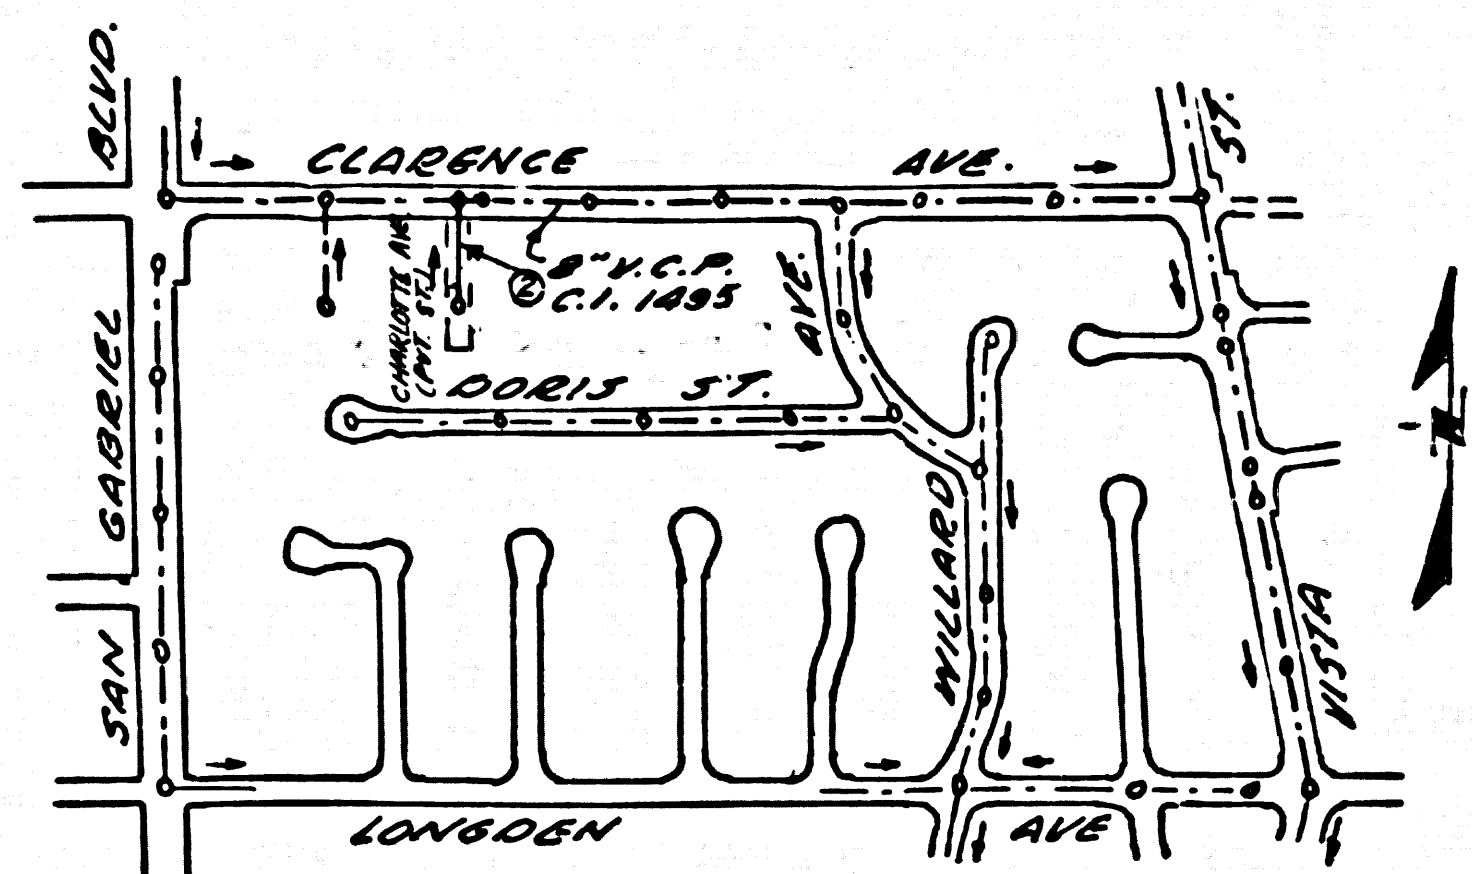 BLVD.
CLARENCE AVE.
ST.
CHARLOTTE AVE.
(PVT. ST.)
8" V.C.P.
② C.I. 1495
AVE.
DORIS ST.
GABRIEL
N
WILLARD
SAN
VISTA
LONGDEN AVE